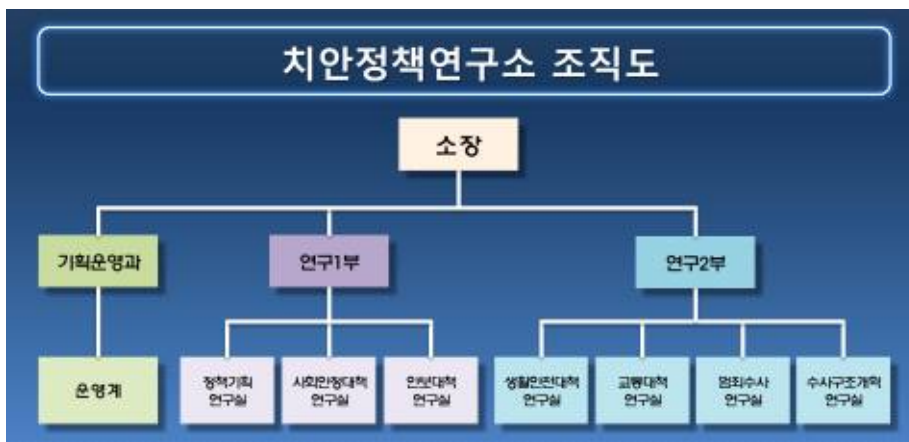 치안정책연구소 조직도
소장
기획운영과
연구1부
연구2부
운영계
정책기획
연구실
사회안정대책
연구실
안보대책
연구실
생활안전대책
연구실
교통대책
연구실
범죄수사
연구실
수사구조개혁
연구실